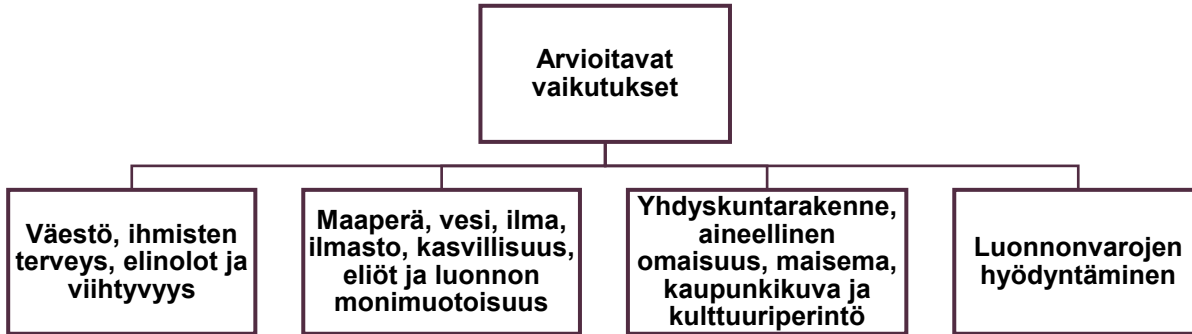 Arvioitavat
vaikutukset
Väestö, ihmisten
terveys, elinolot ja
viihtyvyys
Maaperä, vesi, ilma,
ilmasto, kasvillisuus,
eliöt ja luonnon
monimuotoisuus
Yhdyskuntarakenne,
aineellinen
omaisuus, maisema,
kaupunkikuva ja
kulttuuriperintö
Luonnonvarojen
hyödyntäminen